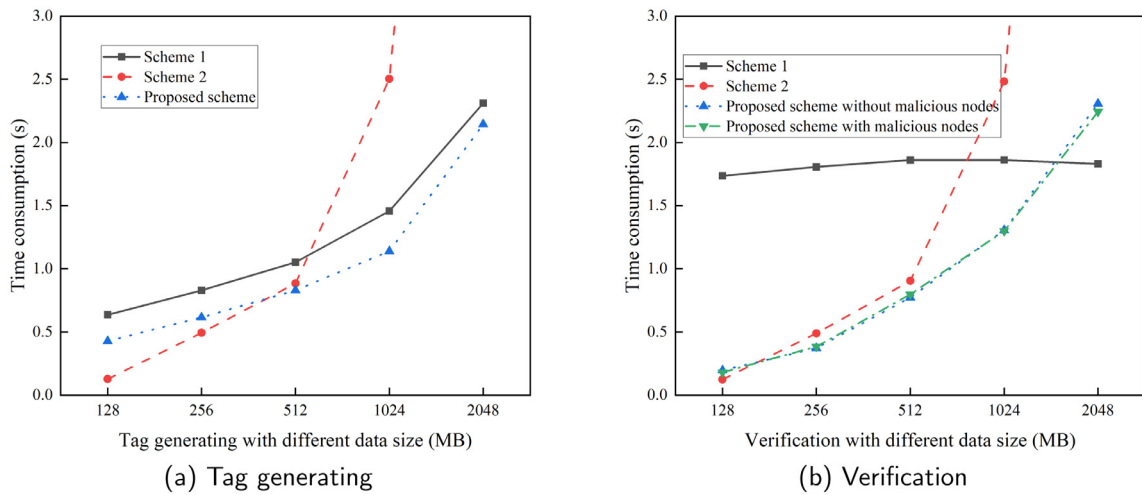 3.0
2.5
2.0
1.5
1.0
0.5
0.0
Time consumption (s)
Scheme 1
Scheme 2
Proposed scheme
128 256 512 1024 2048
Tag generating with different data size (MB)
(a) Tag generating
3.0
2.5
2.0
1.5
1.0
0.5
0.0
Time consumption (s)
Scheme 1
Scheme 2
Proposed scheme without malicious nodes
Proposed scheme with malicious nodes
128 256 512 1024 2048
Verification with different data size (MB)
(b) Verification